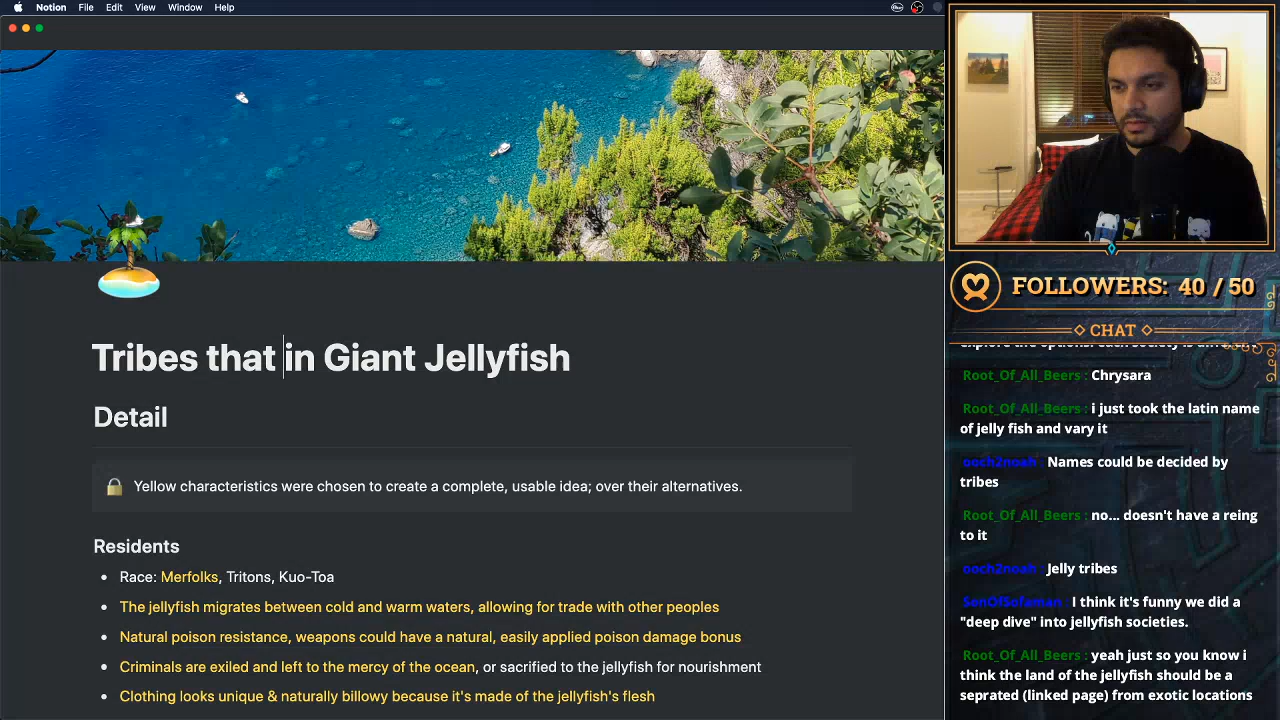 Notion File Edit View Window Help
Tribes that in Giant Jellyfish
Detail
Yellow characteristics were chosen to create a complete, usable idea; over their alternatives.
Residents
• Race: Merfolks, Tritons, Kuo-Toa
• The jellyfish migrates between cold and warm waters, allowing for trade with other peoples
• Natural poison resistance, weapons could have a natural, easily applied poison damage bonus
• Criminals are exiled and left to the mercy of the ocean, or sacrified to the jellyfish for nourishment
• Clothing looks unique & naturally billowy because it's made of the jellyfish's flesh
FOLLOWERS: 40 / 50
CHAT
Root_Of_All_Beers : Chrysara
Root_Of_All_Beers : i just took the latin name
of jelly fish and vary it
ooch2noah : Names could be decided by
tribes
Root_Of_All_Beers : no... doesn't have a reing
to it
ooch2noah : Jelly tribes
SonOfSofaman : I think it's funny we did a
"deep dive" into jellyfish societies.
Root_Of_All_Beers : yeah just so you know i
think the land of the jellyfish should be a
seprated (linked page) from exotic locations